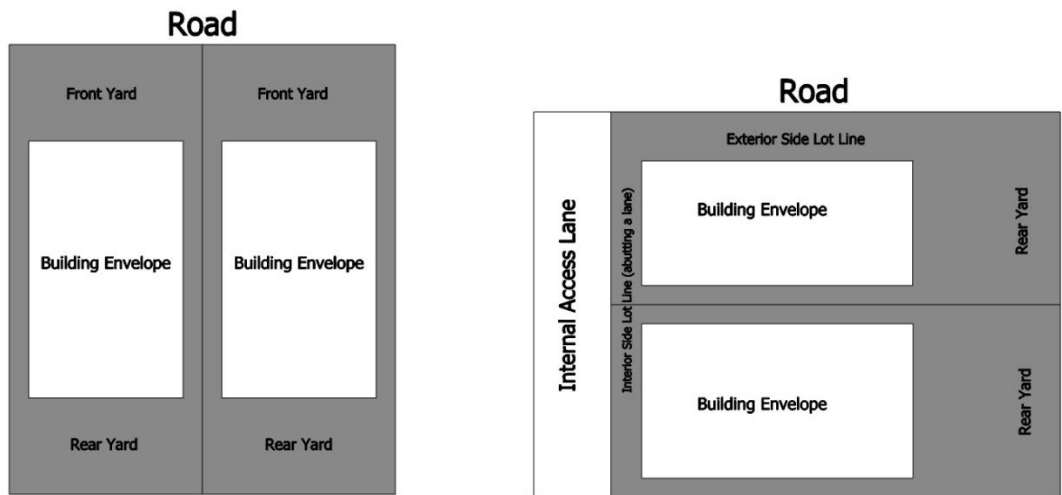 Road
Front Yard
Front Yard
Building Envelope
Building Envelope
Rear Yard
Rear Yard
Road
Exterior Side Lot Line
Internal Access Lane
Interior Side Lot Line (abutting a lane)
Building Envelope
Rear Yard
Building Envelope
Rear Yard